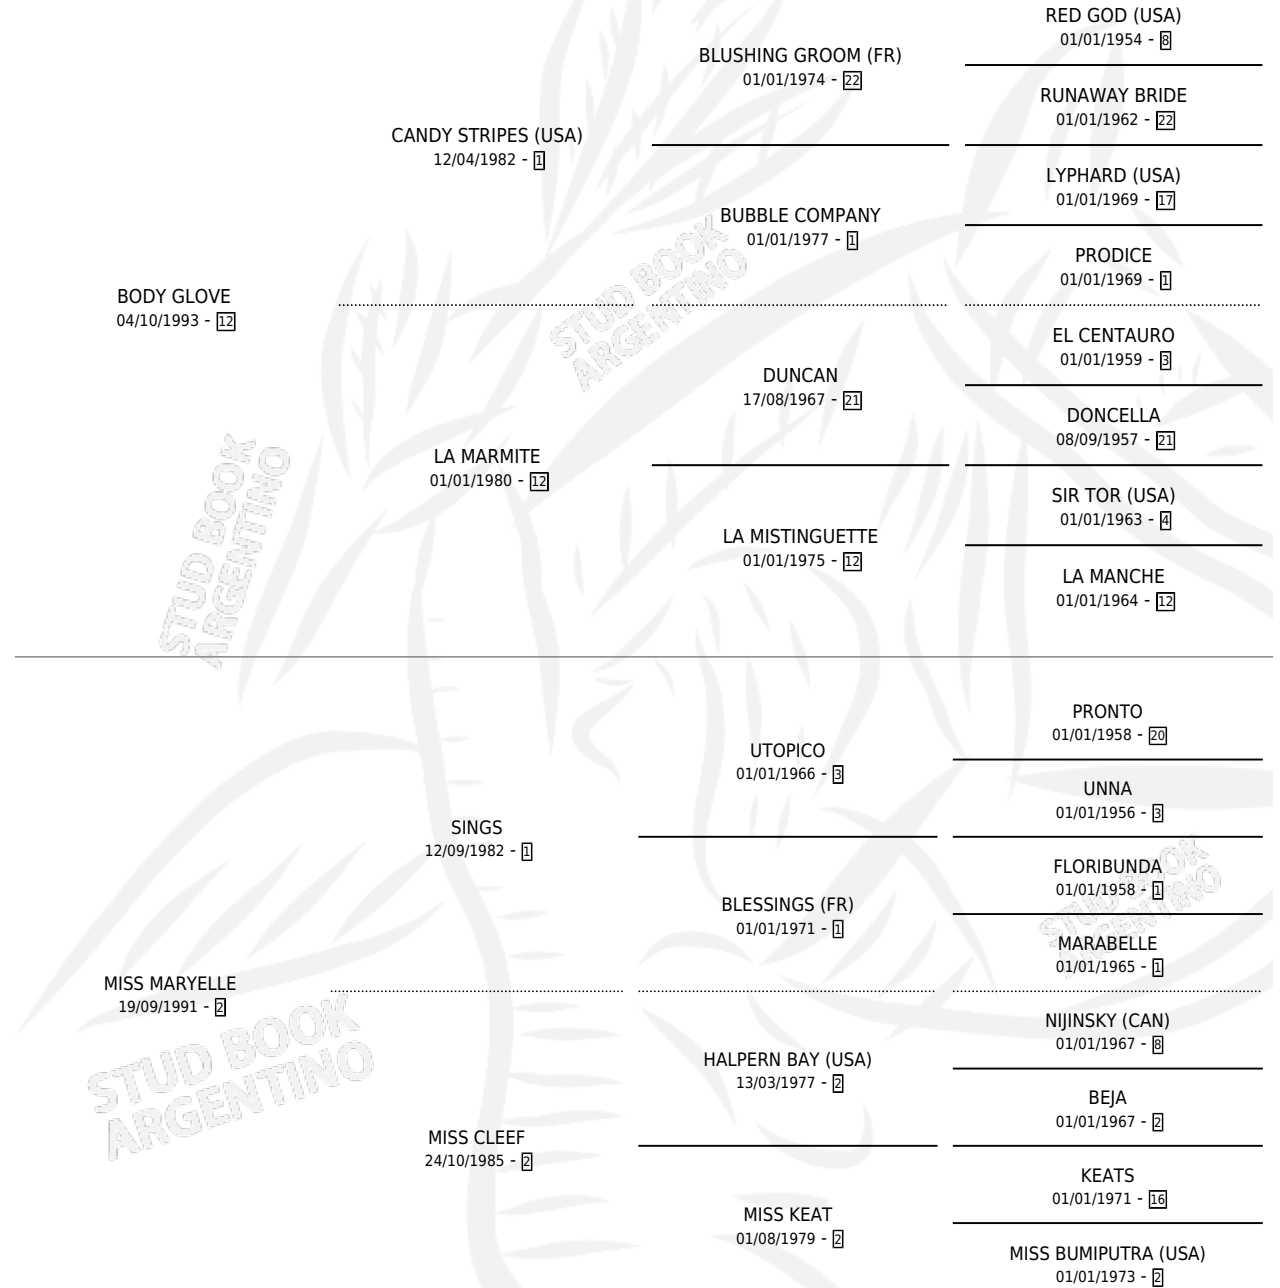 RED GOD (USA)
01/01/1954 - 8
BLUSHING GROOM (FR)
01/01/1974 - 22
RUNAWAY BRIDE
01/01/1962 - 22
CANDY STRIPES (USA)
12/04/1982 - 1
LYPHARD (USA)
01/01/1969 - 17
BUBBLE COMPANY
01/01/1977 - 1
PRODICE
01/01/1969 - 1
BODY GLOVE
04/10/1993 - 12
EL CENTAURO
01/01/1959 - 3
DUNCAN
17/08/1967 - 21
DONCELLA
08/09/1957 - 21
LA MARMITE
01/01/1980 - 12
SIR TOR (USA)
01/01/1963 - 4
LA MISTINGUETTE
01/01/1975 - 12
LA MANCHE
01/01/1964 - 12
PRONTO
01/01/1958 - 20
UTOPICO
01/01/1966 - 3
UNNA
01/01/1956 - 3
SINGS
12/09/1982 - 1
FLORIBUNDA
01/01/1958 - 1
BLESSINGS (FR)
01/01/1971 - 1
MARABELLE
01/01/1965 - 1
MISS MARYELLE
19/09/1991 - 2
NIJINSKY (CAN)
01/01/1967 - 8
HALPERN BAY (USA)
13/03/1977 - 2
BEJA
01/01/1967 - 2
MISS CLEEF
24/10/1985 - 2
KEATS
01/01/1971 - 16
MISS KEAT
01/08/1979 - 2
MISS BUMIPUTRA (USA)
01/01/1973 - 2
STUD BOOK
ARGENTINO
STUD BOOK
ARGENTINO
STUD BOOK
ARGENTINO
STUD BOOK
ARGENTINO